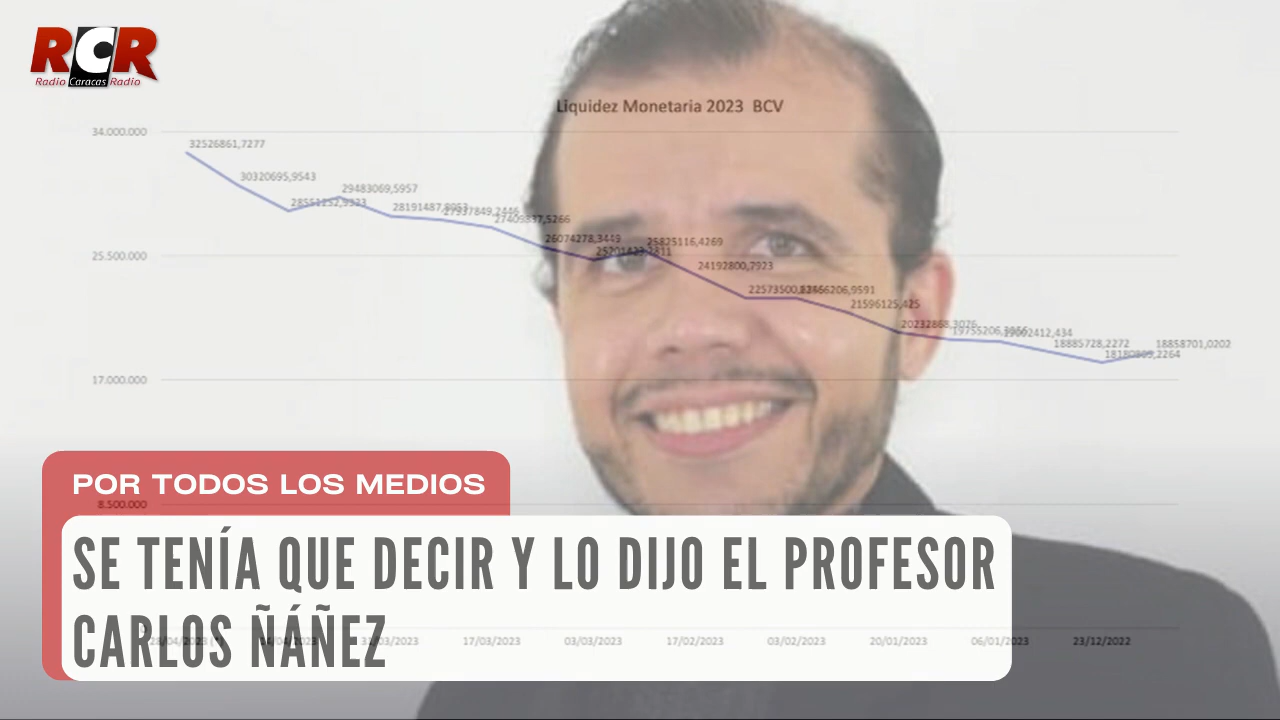 RCR
Radio Caracas Radio
Liquidez Monetaria 2023 BCV
34.000.000
32526861,7277
30320695,9543
29483069,5957
25825116,4269
26074278,3449
25.500.000
24192800,7923
21596125,425
18885728,2272
18858701,0202
17.000.000
POR TODOS LOS MEDIOS
8.500.000
SE TENÍA QUE DECIR Y LO DIJO EL PROFESOR
CARLOS ÑÁÑEZ
17/03/2023 03/03/2023 17/02/2023 03/02/2023 20/01/2023 06/01/2023 23/12/2022